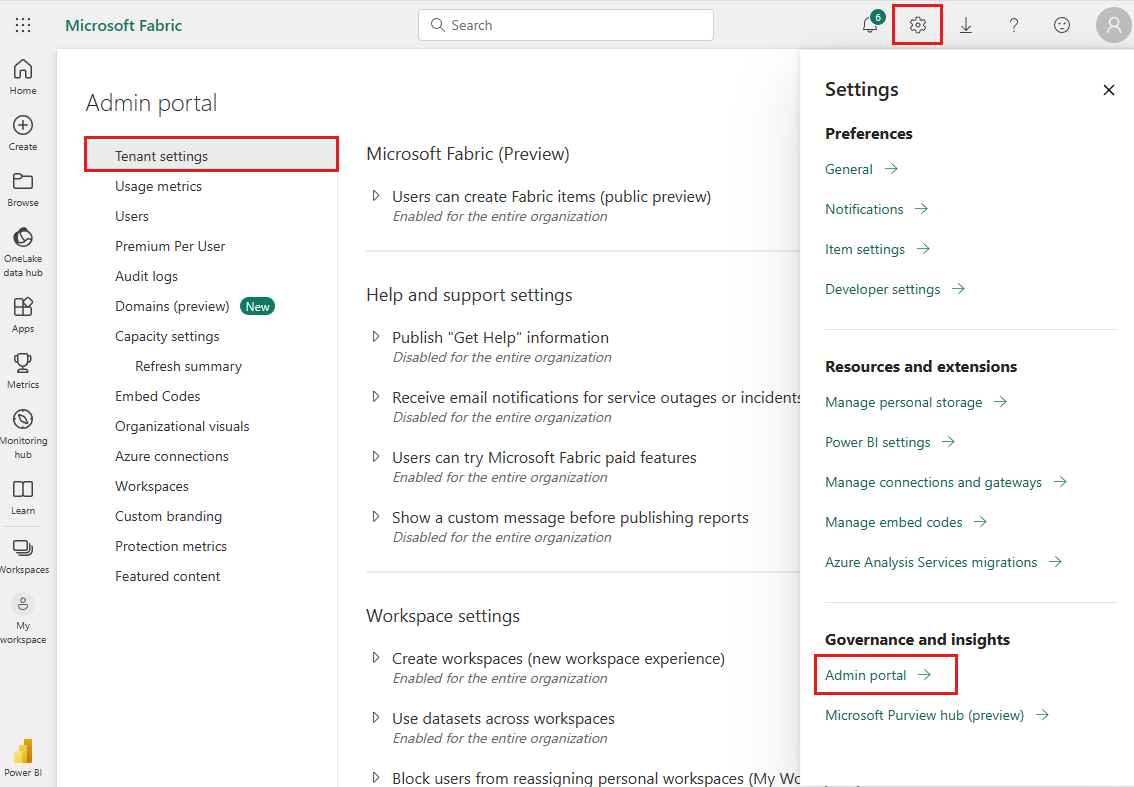 Microsoft Fabric
Search
6
Home
Create
Browse
OneLake
data hub
Apps
Metrics
Monitoring
hub
Learn
Workspaces
My
workspace
Power BI
Admin portal
Tenant settings
Usage metrics
Users
Premium Per User
Audit logs
Domains (preview) New
Capacity settings
Refresh summary
Embed Codes
Organizational visuals
Azure connections
Workspaces
Custom branding
Protection metrics
Featured content
Microsoft Fabric (Preview)
Users can create Fabric items (public preview)
Enabled for the entire organization
Help and support settings
Publish "Get Help" information
Disabled for the entire organization
Receive email notifications for service outages or incidents
Disabled for the entire organization
Users can try Microsoft Fabric paid features
Enabled for the entire organization
Show a custom message before publishing reports
Disabled for the entire organization
Workspace settings
Create workspaces (new workspace experience)
Enabled for the entire organization
Use datasets across workspaces
Enabled for the entire organization
Block users from reassigning personal workspaces (My Wo
Settings
Preferences
General
Notifications
Item settings
Developer settings
Resources and extensions
Manage personal storage
Power BI settings
Manage connections and gateways
Manage embed codes
Azure Analysis Services migrations
Governance and insights
Admin portal
Microsoft Purview hub (preview)